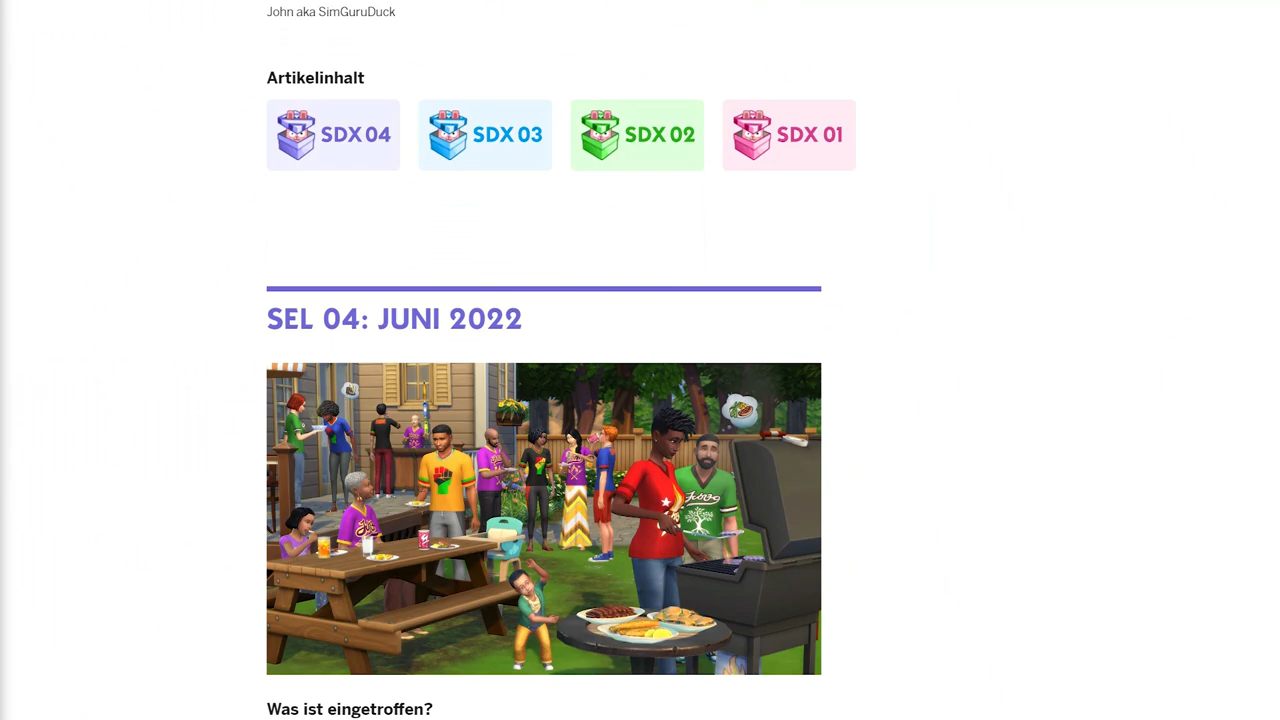 John aka SimGuruDuck
Artikelinhalt
SDX 04
SDX 03
SDX 02
SDX 01
SEL 04: JUNI 2022
Was ist eingetroffen?